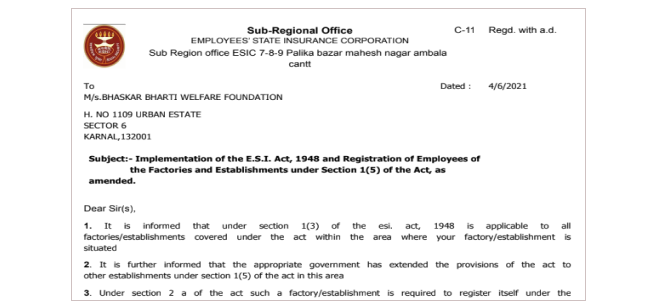 Sub-Regional Office
C-11 Regd. with a.d.
EMPLOYEES' STATE INSURANCE CORPORATION
Sub Region office ESIC 7-8-9 Palika bazar mahesh nagar ambala
cantt
To
Dated : 4/6/2021
M/s.BHASKAR BHARTI WELFARE FOUNDATION
H. NO 1109 URBAN ESTATE
SECTOR 6
KARNAL,132001
Subject:- Implementation of the E.S.I. Act, 1948 and Registration of Employees of
the Factories and Establishments under Section 1(5) of the Act, as
amended.
Dear Sir(s),
1. It is informed that under section 1(3) of the esi. act, 1948 is applicable to all
factories/establishments covered under the act within the area where your factory/establishment is
situated
2. It is further informed that the appropriate government has extended the provisions of the act to
other establishments under section 1(5) of the act in this area
3. Under section 2 a of the act such a factory/establishment is required to register itself under the